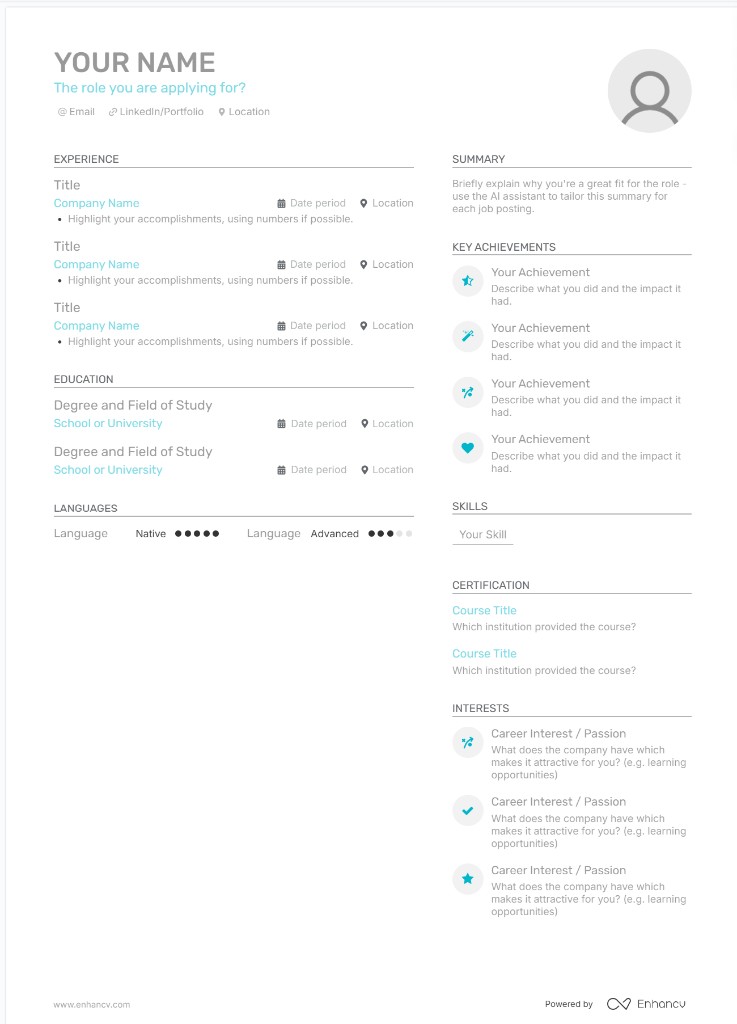 YOUR NAME
The role you are applying for?
@ Email LinkedIn/Portfolio Location
EXPERIENCE
Title
Company Name Date period Location
• Highlight your accomplishments, using numbers if possible.
Title
Company Name Date period Location
• Highlight your accomplishments, using numbers if possible.
Title
Company Name Date period Location
• Highlight your accomplishments, using numbers if possible.
EDUCATION
Degree and Field of Study
School or University Date period Location
Degree and Field of Study
School or University Date period Location
LANGUAGES
Language Native Language Advanced
SUMMARY
Briefly explain why you're a great fit for the role -
use the AI assistant to tailor this summary for
each job posting.
KEY ACHIEVEMENTS
Your Achievement
Describe what you did and the impact it
had.
Your Achievement
Describe what you did and the impact it
had.
Your Achievement
Describe what you did and the impact it
had.
Your Achievement
Describe what you did and the impact it
had.
SKILLS
Your Skill
CERTIFICATION
Course Title
Which institution provided the course?
Course Title
Which institution provided the course?
INTERESTS
Career Interest / Passion
What does the company have which
makes it attractive for you? (e.g. learning
opportunities)
Career Interest / Passion
What does the company have which
makes it attractive for you? (e.g. learning
opportunities)
Career Interest / Passion
What does the company have which
makes it attractive for you? (e.g. learning
opportunities)
www.enhancv.com
Powered by Enhancv